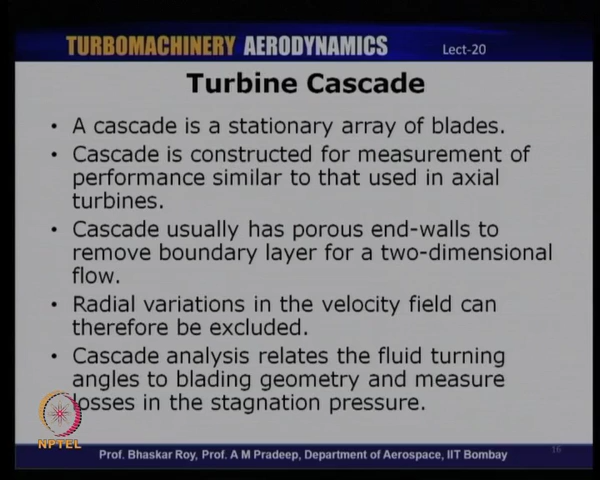 TURBOMACHINERY AERODYNAMICS
Lect-20
Turbine Cascade
• A cascade is a stationary array of blades.
• Cascade is constructed for measurement of
performance similar to that used in axial
turbines.
• Cascade usually has porous end-walls to
remove boundary layer for a two-dimensional
flow.
• Radial variations in the velocity field can
therefore be excluded.
• Cascade analysis relates the fluid turning
angles to blading geometry and measure
losses in the stagnation pressure.
NPTEL
Prof. Bhaskar Roy, Prof. A M Pradeep, Department of Aerospace, IIT Bombay
16